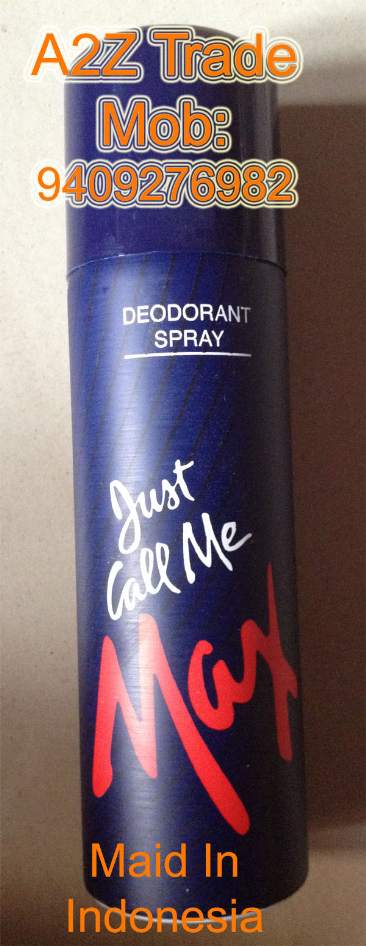 A2Z Trade
Mob:
9409276982
DEODORANT
SPRAY
Just
Call Me
Max
Maid In
Indonesia